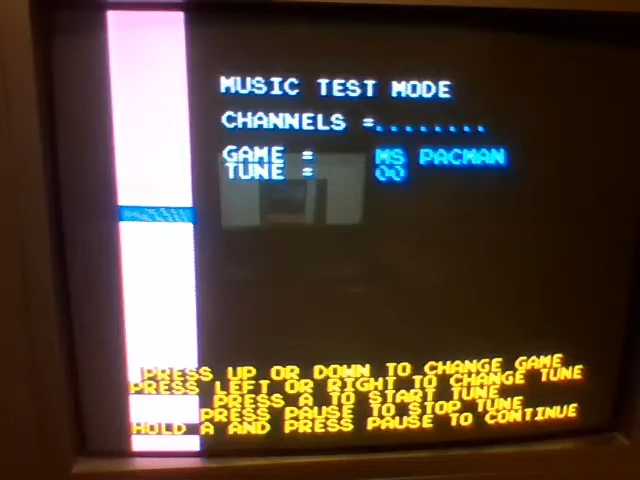 MUSIC TEST MODE
CHANNELS =........
GAME = MS PACMAN
TUNE = 00
PRESS UP OR DOWN TO CHANGE GAME
PRESS LEFT OR RIGHT TO CHANGE TUNE
PRESS A TO START TUNE
PRESS PAUSE TO STOP TUNE
HOLD A AND PRESS PAUSE TO CONTINUE